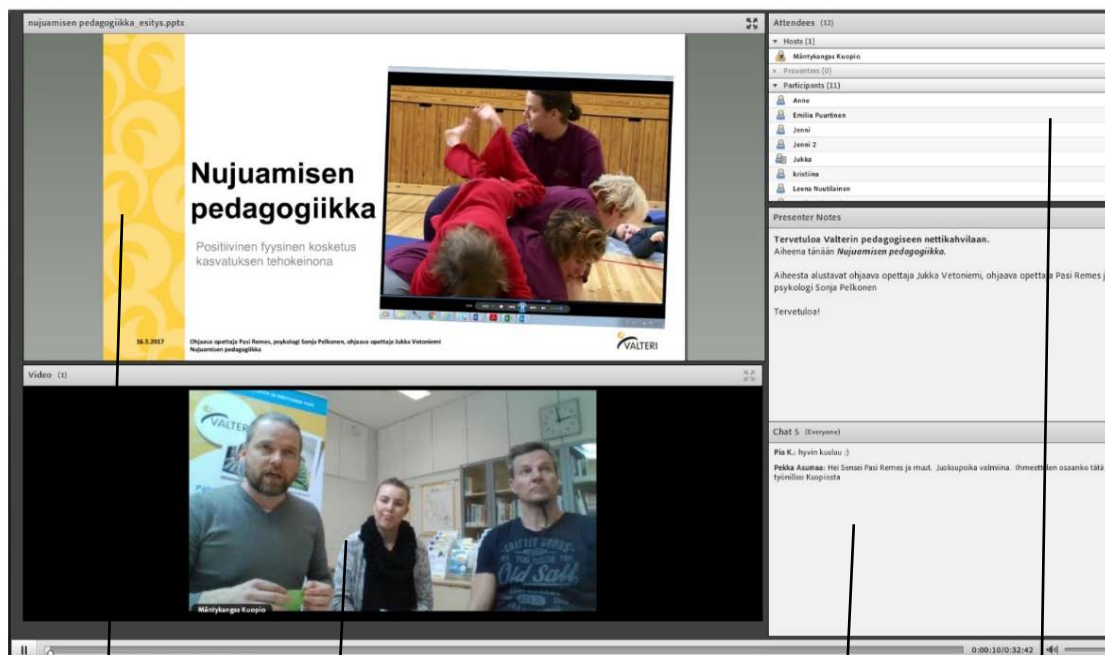 nujuamisen pedagogiikka_esitys.pptx
Nujuamisen
pedagogiikka
Positiivinen fyysinen kosketus
kasvatuksen tehokeinona
16.5.2017
Ohjaava opettaja Pasi Remes, psykologi Sonja Pelkonen, ohjaava opettaja Jukka Vetoniemi
Nujuamisen pedagogiikka
VALTERI
Video (1)
VALTERI
Old Salt
Mäntykangas Kuopio
Attendees (12)
Hosts (1)
Mäntykangas Kuopio
Presenters (0)
Participants (11)
Anne
Emilia Puurtinen
Jenni
Jenni 2
Jukka
kristiina
Leena Nuutilainen
Presenter Notes
Tervetuloa Valterin pedagogiseen nettikahvilaan.
Aiheena tänään Nujuamisen pedagogiikka.
Aiheesta alustavat ohjaava opettaja Jukka Vetoniemi, ohjaava opettaja Pasi Remes j
psykologi Sonja Pelkonen
Tervetuloa!
Chat 5 (Everyone)
Pia K.: hyvin kuuluu :)
Pekka Asumaa: Hei Sensei Pasi Remes ja muut. Juoksupoika valmiina. Ihmeettelen osaanko tätä
työniloo Kuopiosta
0:00:10/0:32:42